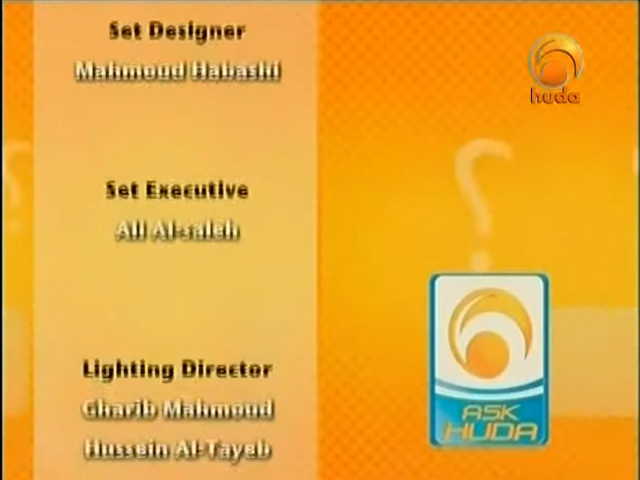 Set Designer
Mahmoud Habashi
Set Executive
Ali Al-saleh
Lighting Director
Gharib Mahmoud
Hussein Al-Tayeb
huda
?
ASK
HUDA